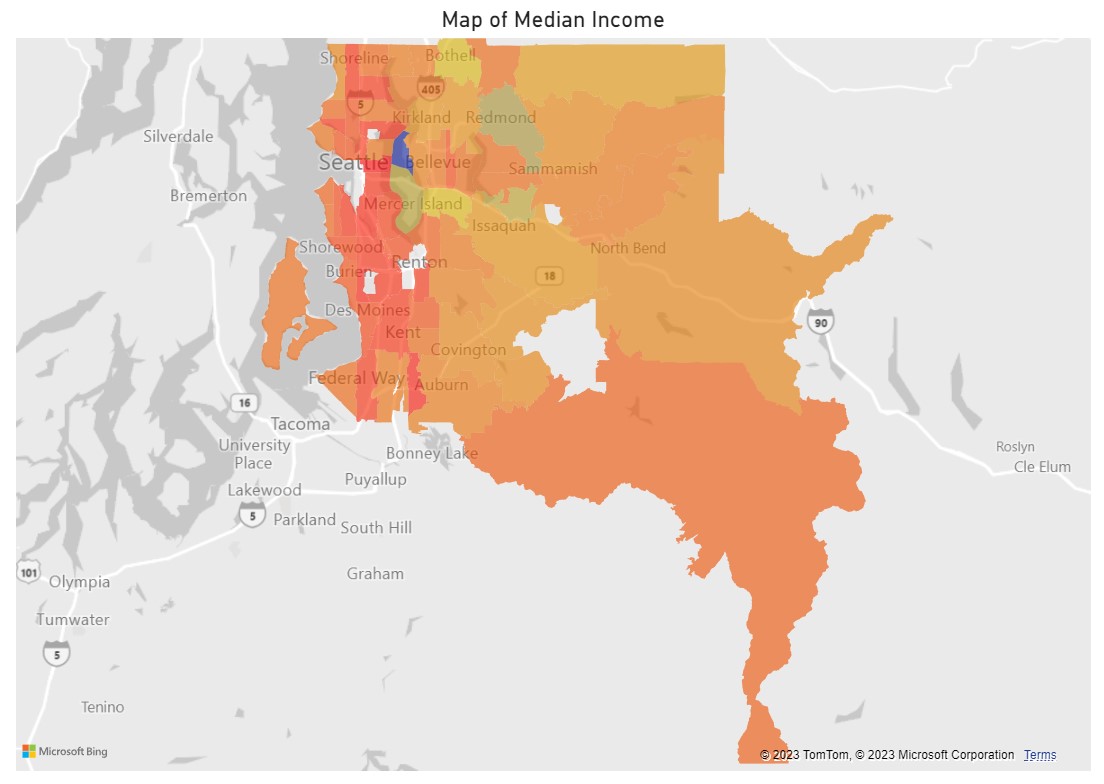 Map of Median Income
Shoreline
Bothell
405
5
Kirkland
Redmond
Silverdale
Seattle
Bellevue
Sammamish
Bremerton
Mercer Island
Issaquah
Shorewood
North Bend
Renton
Burien
18
Des Moines
90
Kent
Covington
Federal Way
Auburn
16
Tacoma
University
Place
Bonney Lake
Roslyn
Cle Elum
Puyallup
Lakewood
5
Parkland
South Hill
101
Olympia
Graham
Tumwater
5
Tenino
Microsoft Bing
© 2023 TomTom, © 2023 Microsoft Corporation Terms